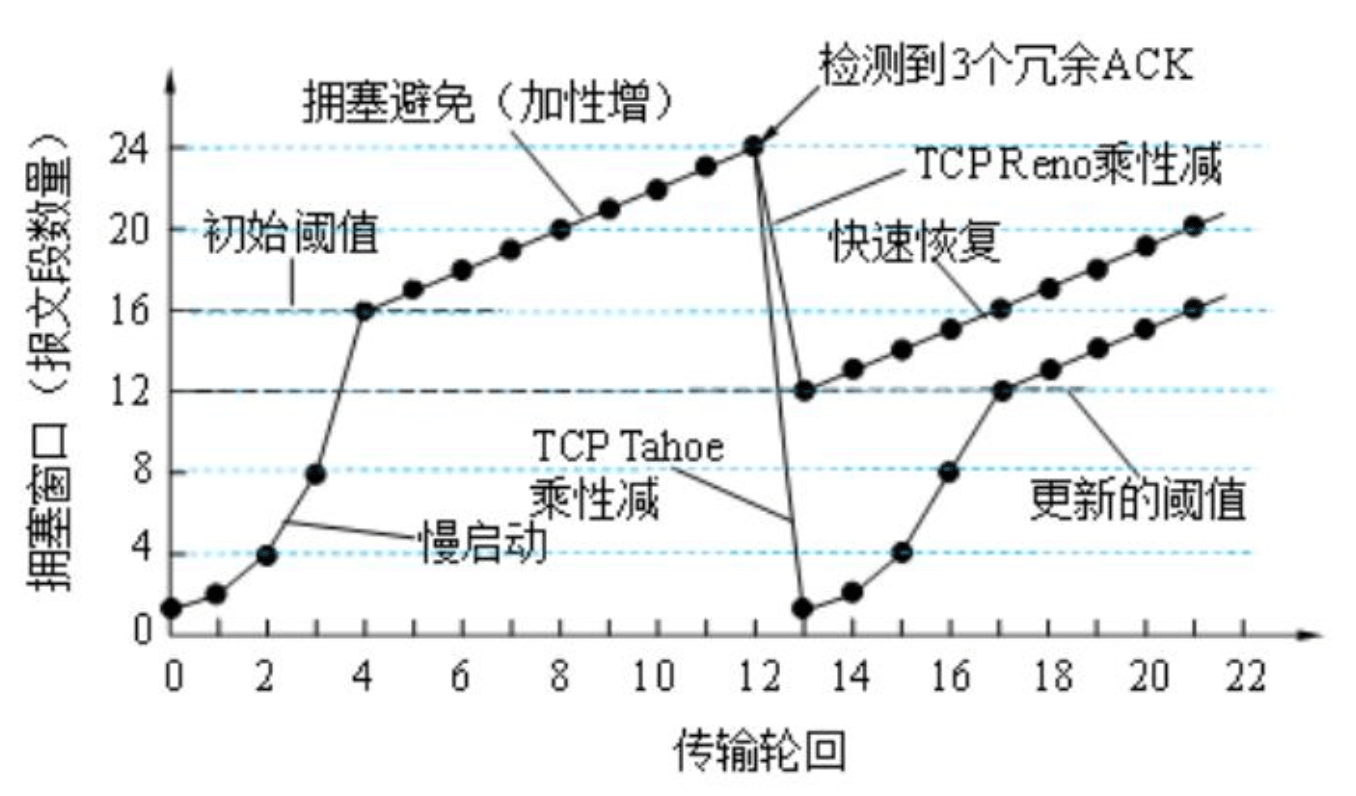 检测到3个冗余ACK
拥塞避免（加性增）
24
TCP Reno乘性减
初始阈值
20
快速恢复
16
12
TCP Tahoe
乘性减
8
更新的阈值
慢启动
4
0
拥塞窗口（报文段数量）
0 2 4 6 8 10 12 14 16 18 20 22
传输轮回